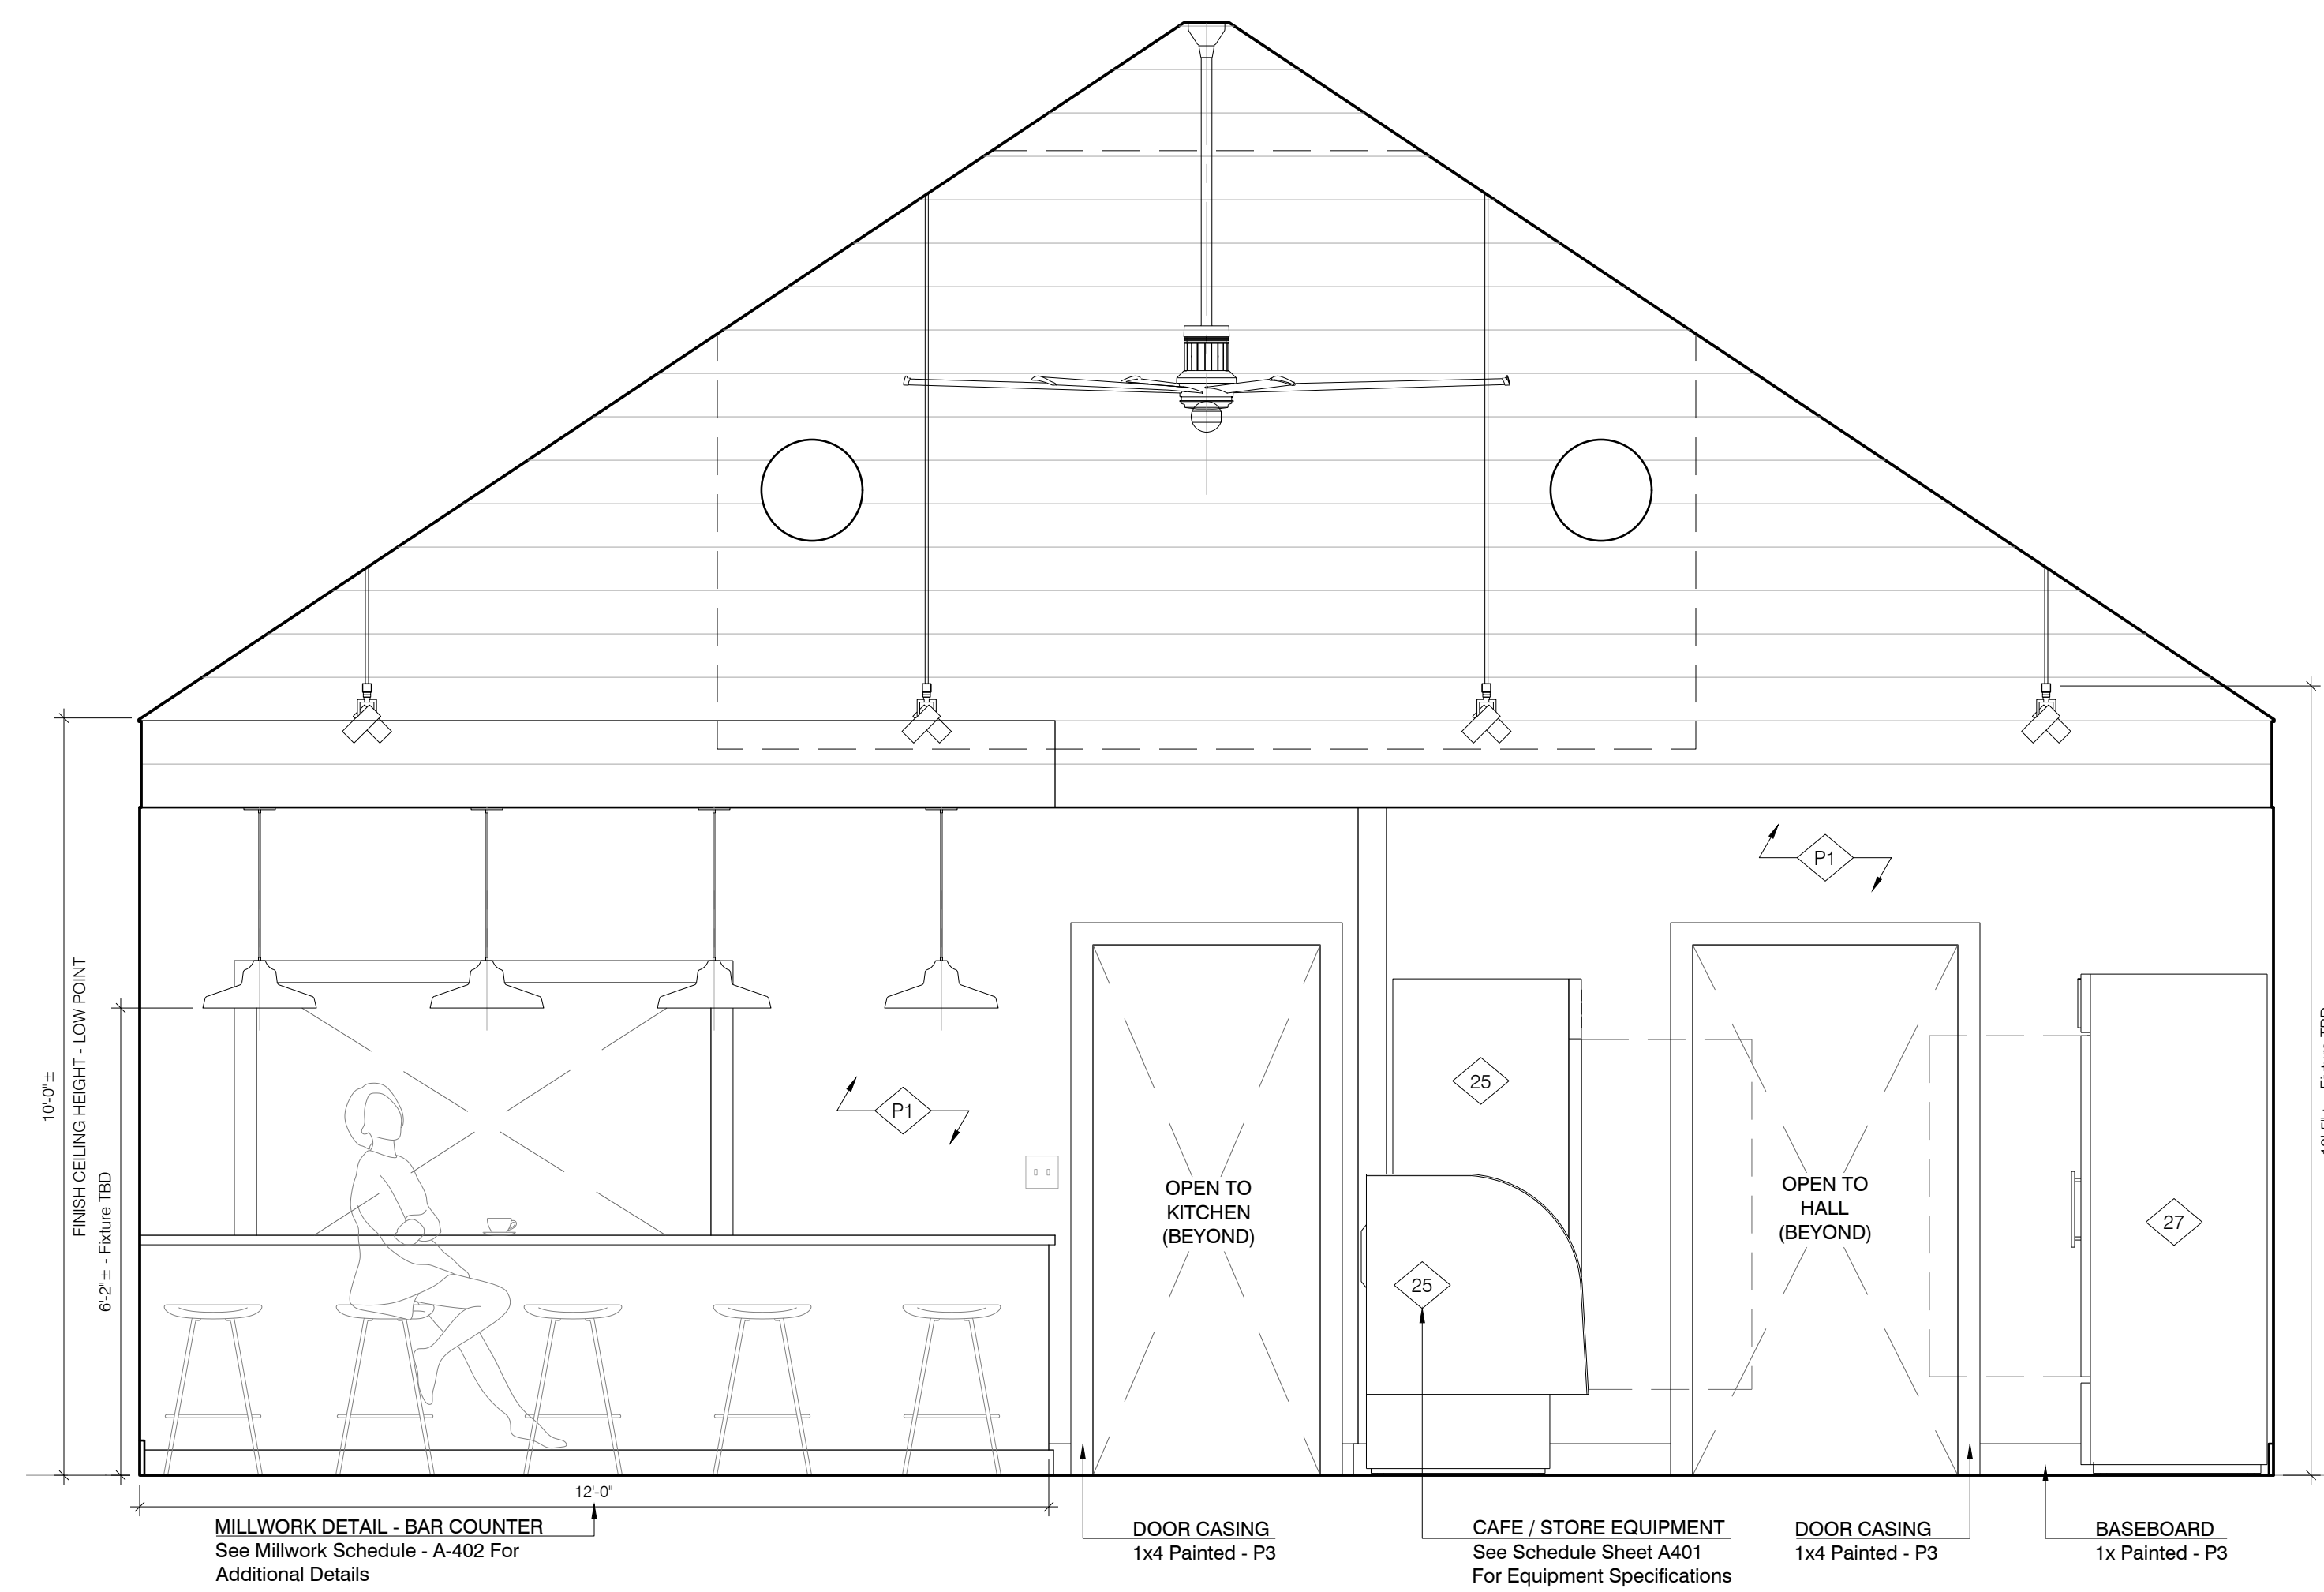 P1
10'-0"±
FINISH CEILING HEIGHT - LOW POINT
6'-2"± - Fixture TBD
P1
25
OPEN TO
KITCHEN
(BEYOND)
OPEN TO
HALL
(BEYOND)
27
25
12'-0"
MILLWORK DETAIL - BAR COUNTER
See Millwork Schedule - A-402 For
Additional Details
DOOR CASING
1x4 Painted - P3
CAFE / STORE EQUIPMENT
See Schedule Sheet A401
For Equipment Specifications
DOOR CASING
1x4 Painted - P3
BASEBOARD
1x Painted - P3